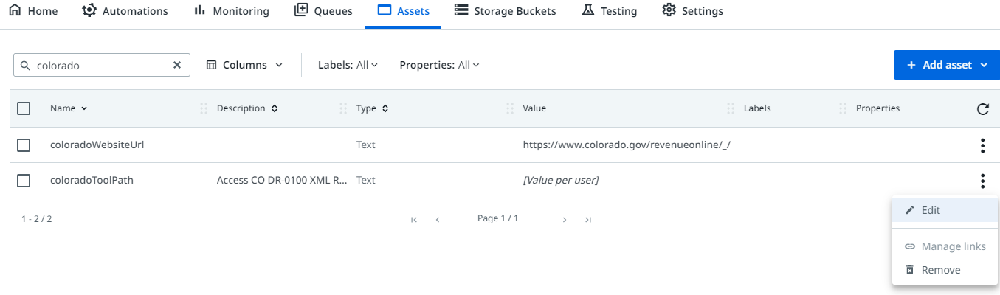 Home Automations Monitoring Queues Assets Storage Buckets Testing Settings
colorado Columns Labels: All Properties: All Add asset
Name Description Type Value Labels Properties
coloradoWebsiteUrl Text https://www.colorado.gov/revenueonline/_/
coloradoToolPath Access CO DR-0100 XML R... Text [Value per user]
1 - 2 / 2 Page 1 / 1
Edit
Manage links
Remove